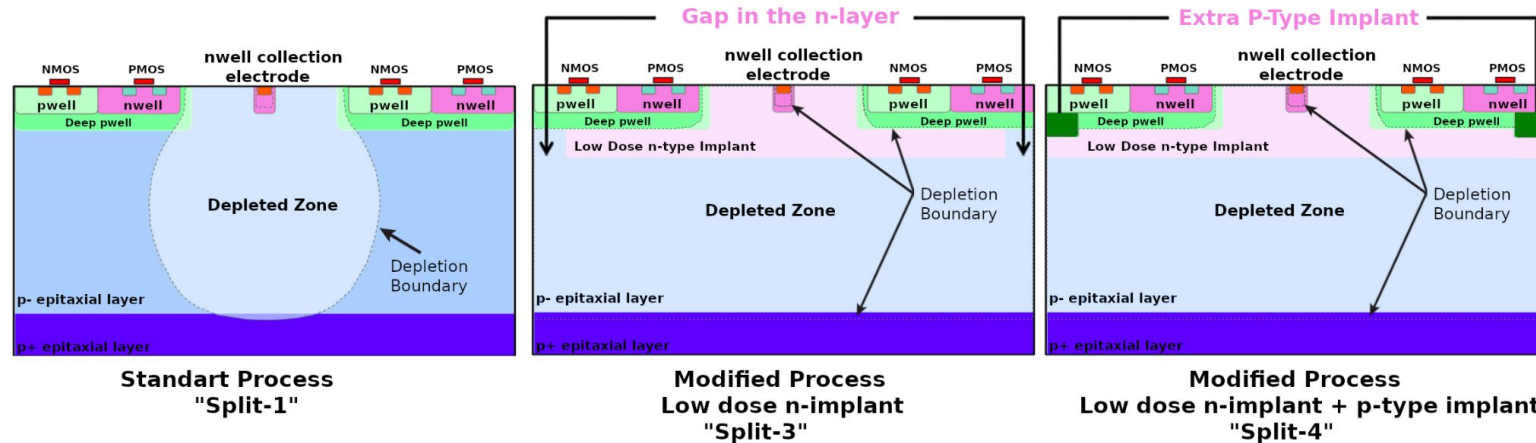 Gap in the n-layer
Extra P-Type Implant
nwell collection
electrode
NMOS
PMOS
NMOS
PMOS
pwell
nwell
pwell
nwell
Deep pwell
Deep pwell
Depleted Zone
Depletion
Boundary
p- epitaxial layer
p+ epitaxial layer
Standart Process
"Split-1"
nwell collection
electrode
NMOS
PMOS
NMOS
PMOS
pwell
nwell
pwell
nwell
Deep pwell
Deep pwell
Low Dose n-type Implant
Depleted Zone
Depletion
Boundary
p- epitaxial layer
p+ epitaxial layer
Modified Process
Low dose n-implant
"Split-3"
nwell collection
electrode
NMOS
PMOS
NMOS
PMOS
pwell
nwell
pwell
nwell
Deep pwell
Deep pwell
Low Dose n-type Implant
Depleted Zone
Depletion
Boundary
p- epitaxial layer
p+ epitaxial layer
Modified Process
Low dose n-implant + p-type implant
"Split-4"